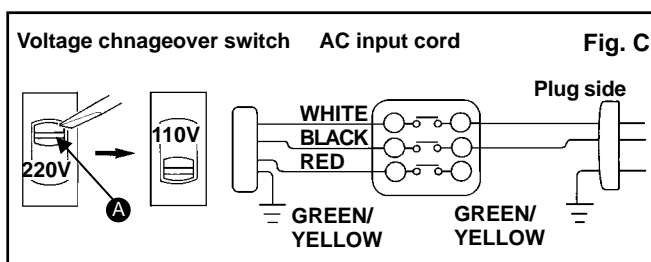 Voltage chnageover switch AC input cord Fig. C
Plug side
WHITE
110V
BLACK
220V
RED
A
GREEN/
YELLOW
GREEN/
YELLOW